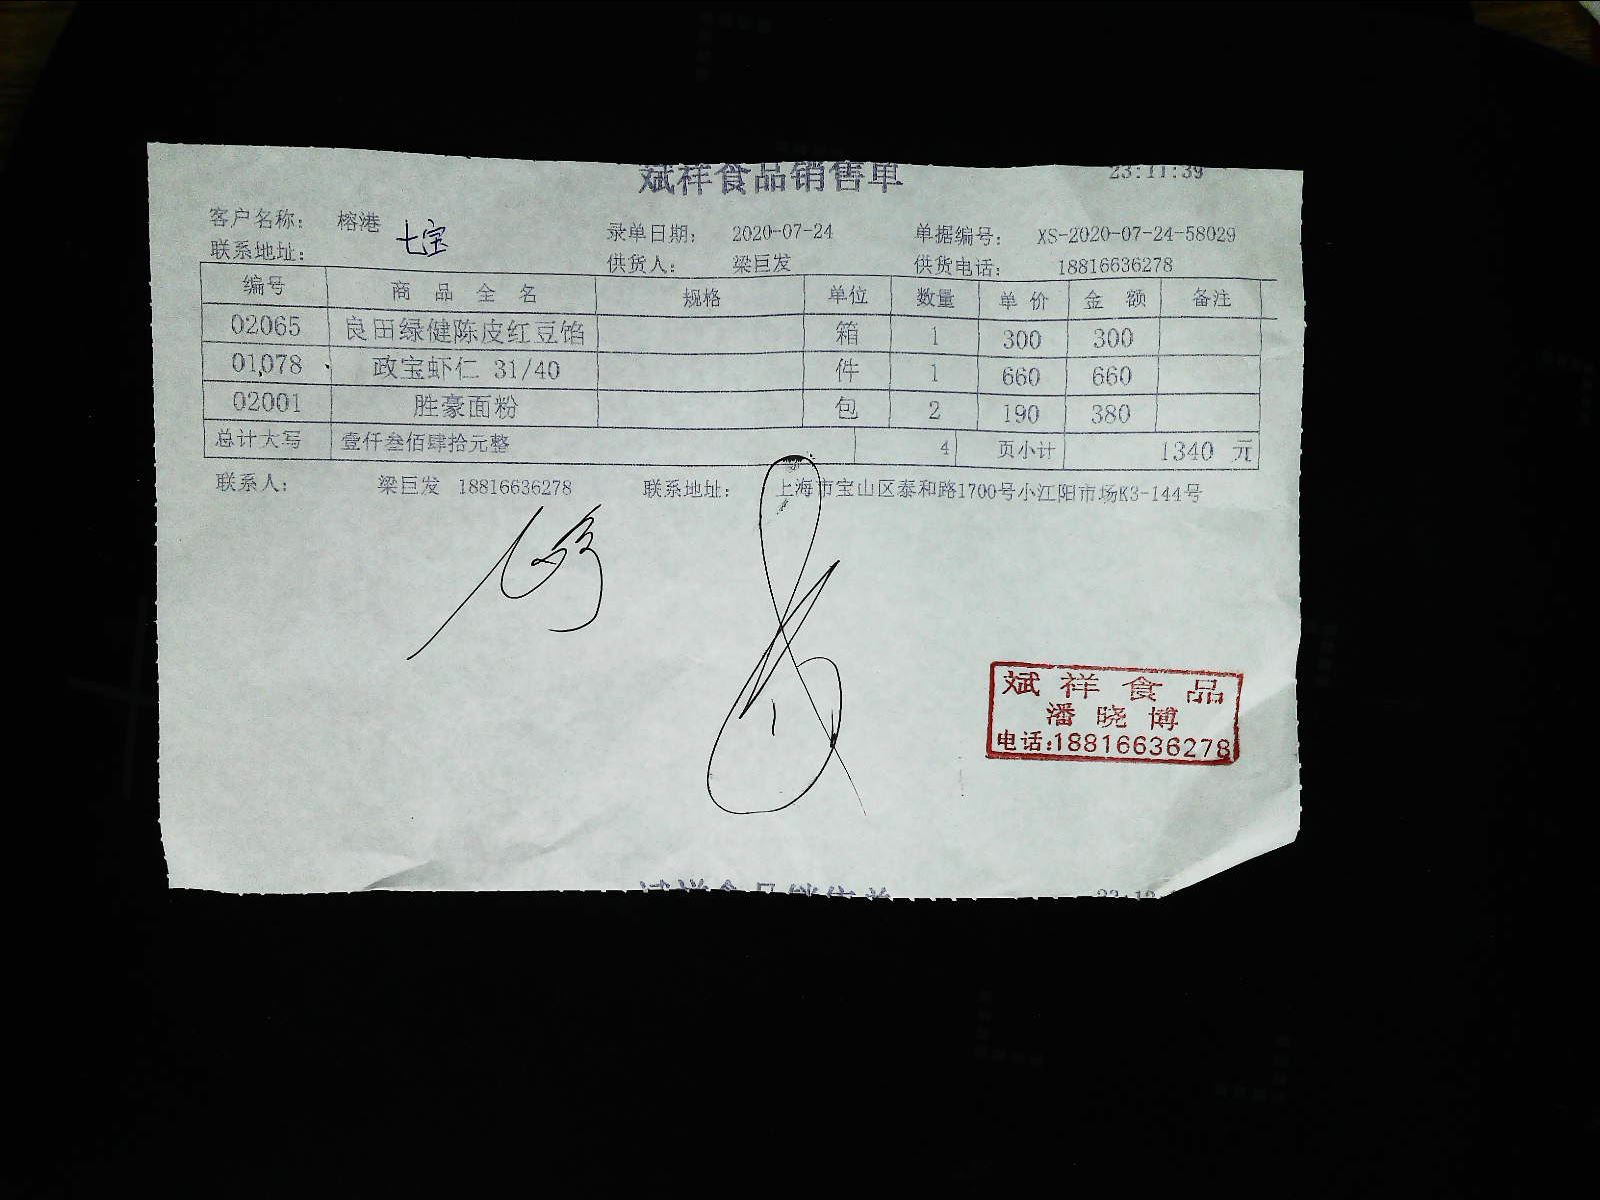 斌祥食品销售单 23:11:39
客户名称： 榕港 七宝 录单日期： 2020-07-24 单据编号： XS-2020-07-24-58029
联系地址： 供货人： 梁巨发 供货电话： 18816636278
编号 商品全名 规格 单位 数量 单价 金额 备注
02065 良田绿健陈皮红豆馅 箱 1 300 300
01078 政宝虾仁 31/40 件 1 660 660
02001 胜豪面粉 包 2 190 380
总计大写 壹仟叁佰肆拾元整 4 页小计 1340 元
联系人： 梁巨发 18816636278 联系地址： 上海市宝山区泰和路1700号小江阳市场K3-144号
斌祥食品
潘晓博
电话:18816636278